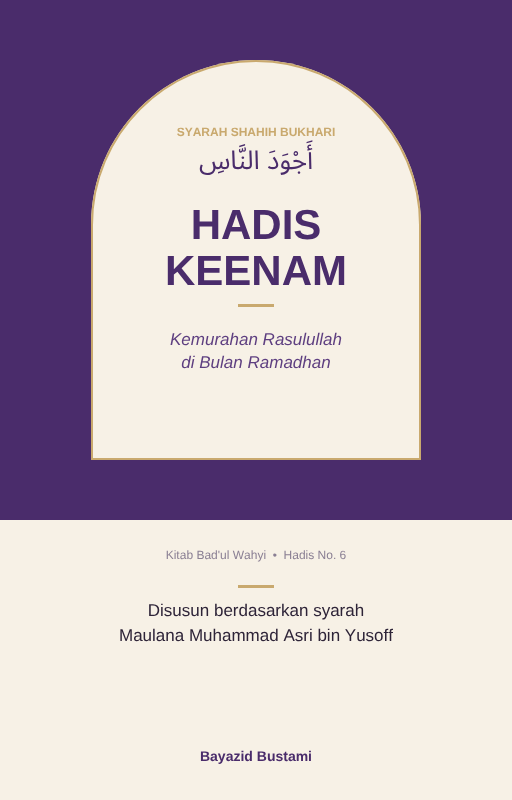 SYARAH SHAHIH BUKHARI
أَجْوَدَ النَّاسِ
HADIS
KEENAM
Kemurahan Rasulullah
di Bulan Ramadhan
Kitab Bad'ul Wahyi • Hadis No. 6
Disusun berdasarkan syarah
Maulana Muhammad Asri bin Yusoff
Bayazid Bustami